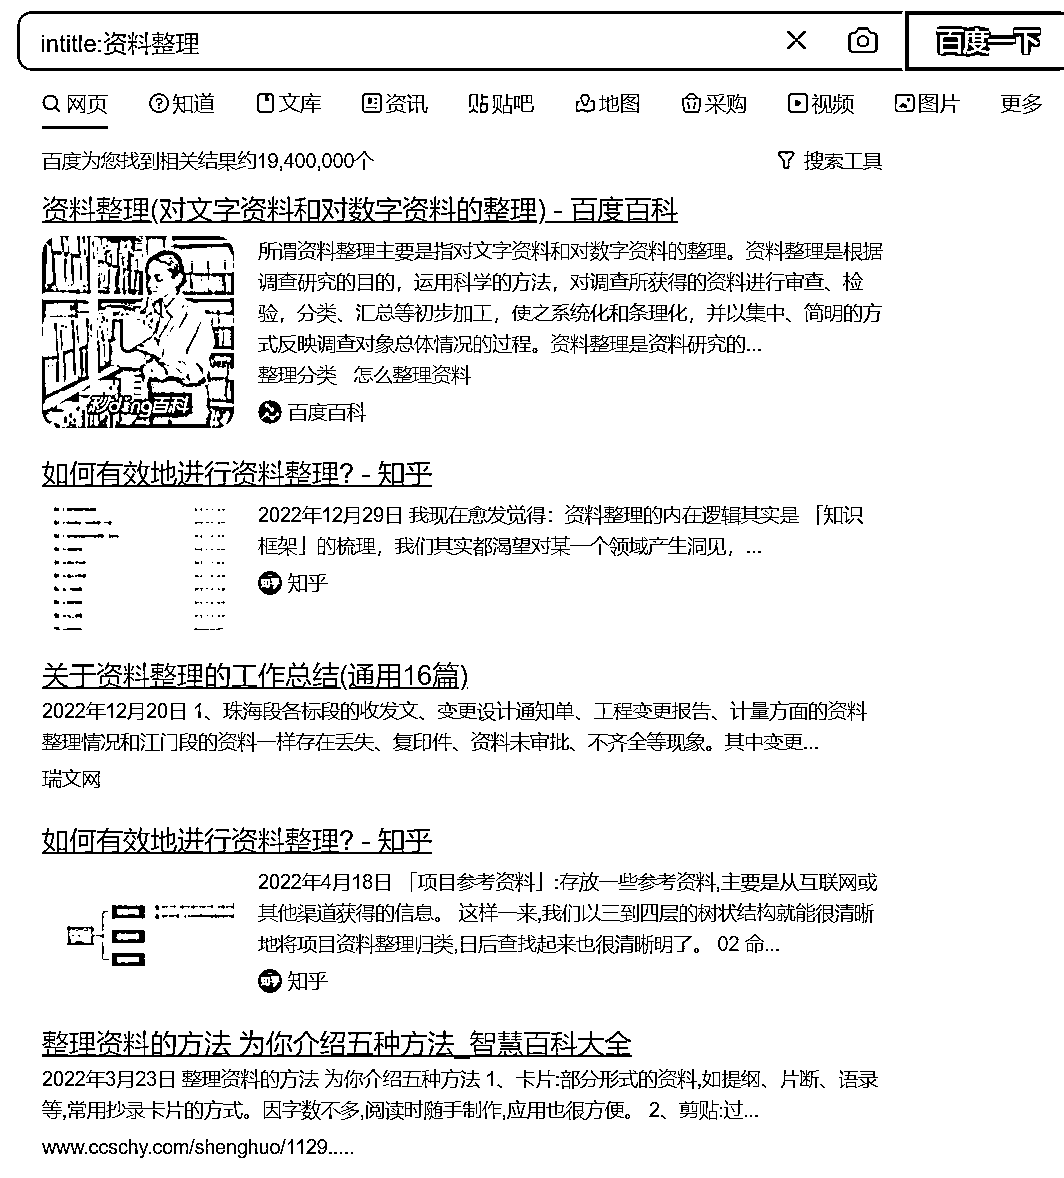 intitle:资料整理
百度一下
网页 知道 文库 资讯 贴吧 地图 采购 视频 图片 更多
百度为您找到相关结果约19,400,000个
搜索工具
资料整理(对文字资料和对数字资料的整理) - 百度百科
所谓资料整理主要是指对文字资料和对数字资料的整理。资料整理是根据
调查研究的目的，运用科学的方法，对调查所获得的资料进行审查、检
验，分类、汇总等初步加工，使之系统化和条理化，并以集中、简明的方
式反映调查对象总体情况的过程。资料整理是资料研究的...
整理分类 怎么整理资料
秒ding百科
百度百科
如何有效地进行资料整理? - 知乎
2022年12月29日 我现在愈发觉得：资料整理的内在逻辑其实是 「知识
框架」的梳理，我们其实都渴望对某一个领域产生洞见，...
知乎
关于资料整理的工作总结(通用16篇)
2022年12月20日 1、珠海段各标段的收发文、变更设计通知单、工程变更报告、计量方面的资料
整理情况和江门段的资料一样存在丢失、复印件、资料未审批、不齐全等现象。其中变更...
瑞文网
如何有效地进行资料整理? - 知乎
2022年4月18日 「项目参考资料」:存放一些参考资料,主要是从互联网或
其他渠道获得的信息。 这样一来,我们以三到四层的树状结构就能很清晰
地将项目资料整理归类,日后查找起来也很清晰明了。 02 命...
知乎
整理资料的方法 为你介绍五种方法_智慧百科大全
2022年3月23日 整理资料的方法 为你介绍五种方法 1、卡片:部分形式的资料,如提纲、片断、语录
等,常用抄录卡片的方式。因字数不多,阅读时随手制作,应用也很方便。 2、剪贴:过...
www.ccschy.com/shenghuo/1129.....